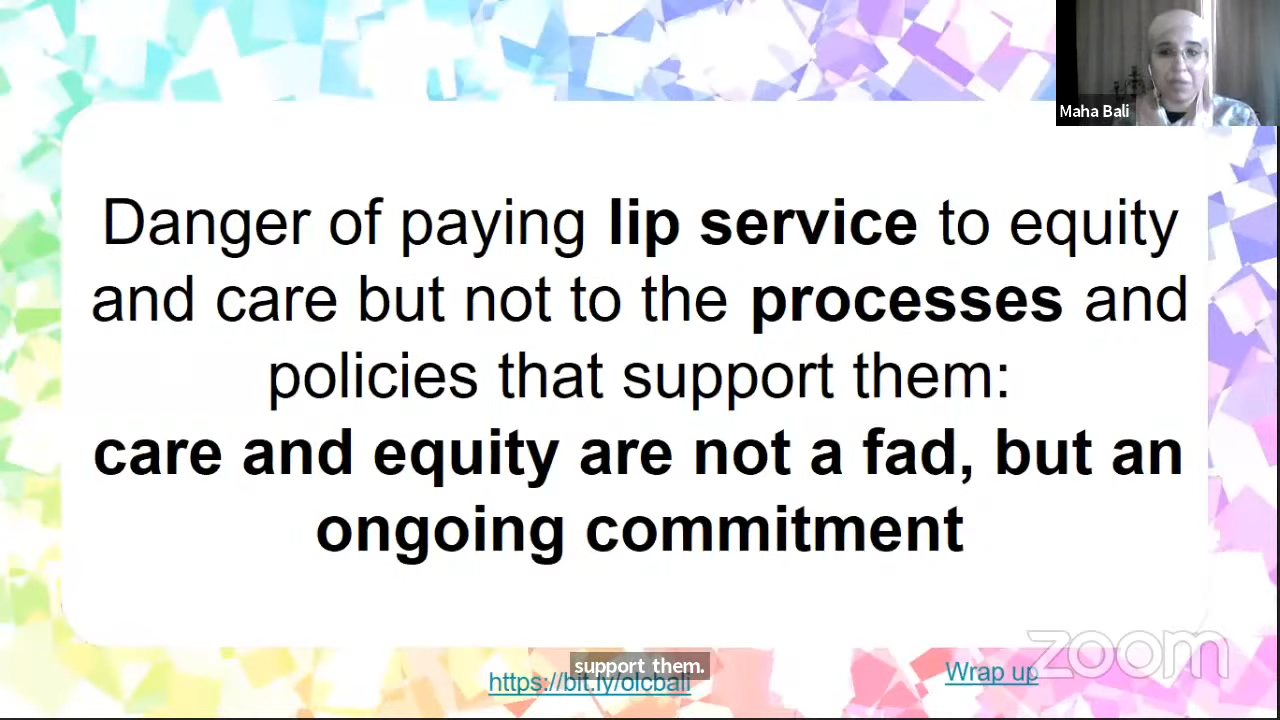 Maha Bali
Danger of paying lip service to equity
and care but not to the processes and
policies that support them:
care and equity are not a fad, but an
ongoing commitment
zoom
support them.
https://bit.ly/olcbali
Wrap up